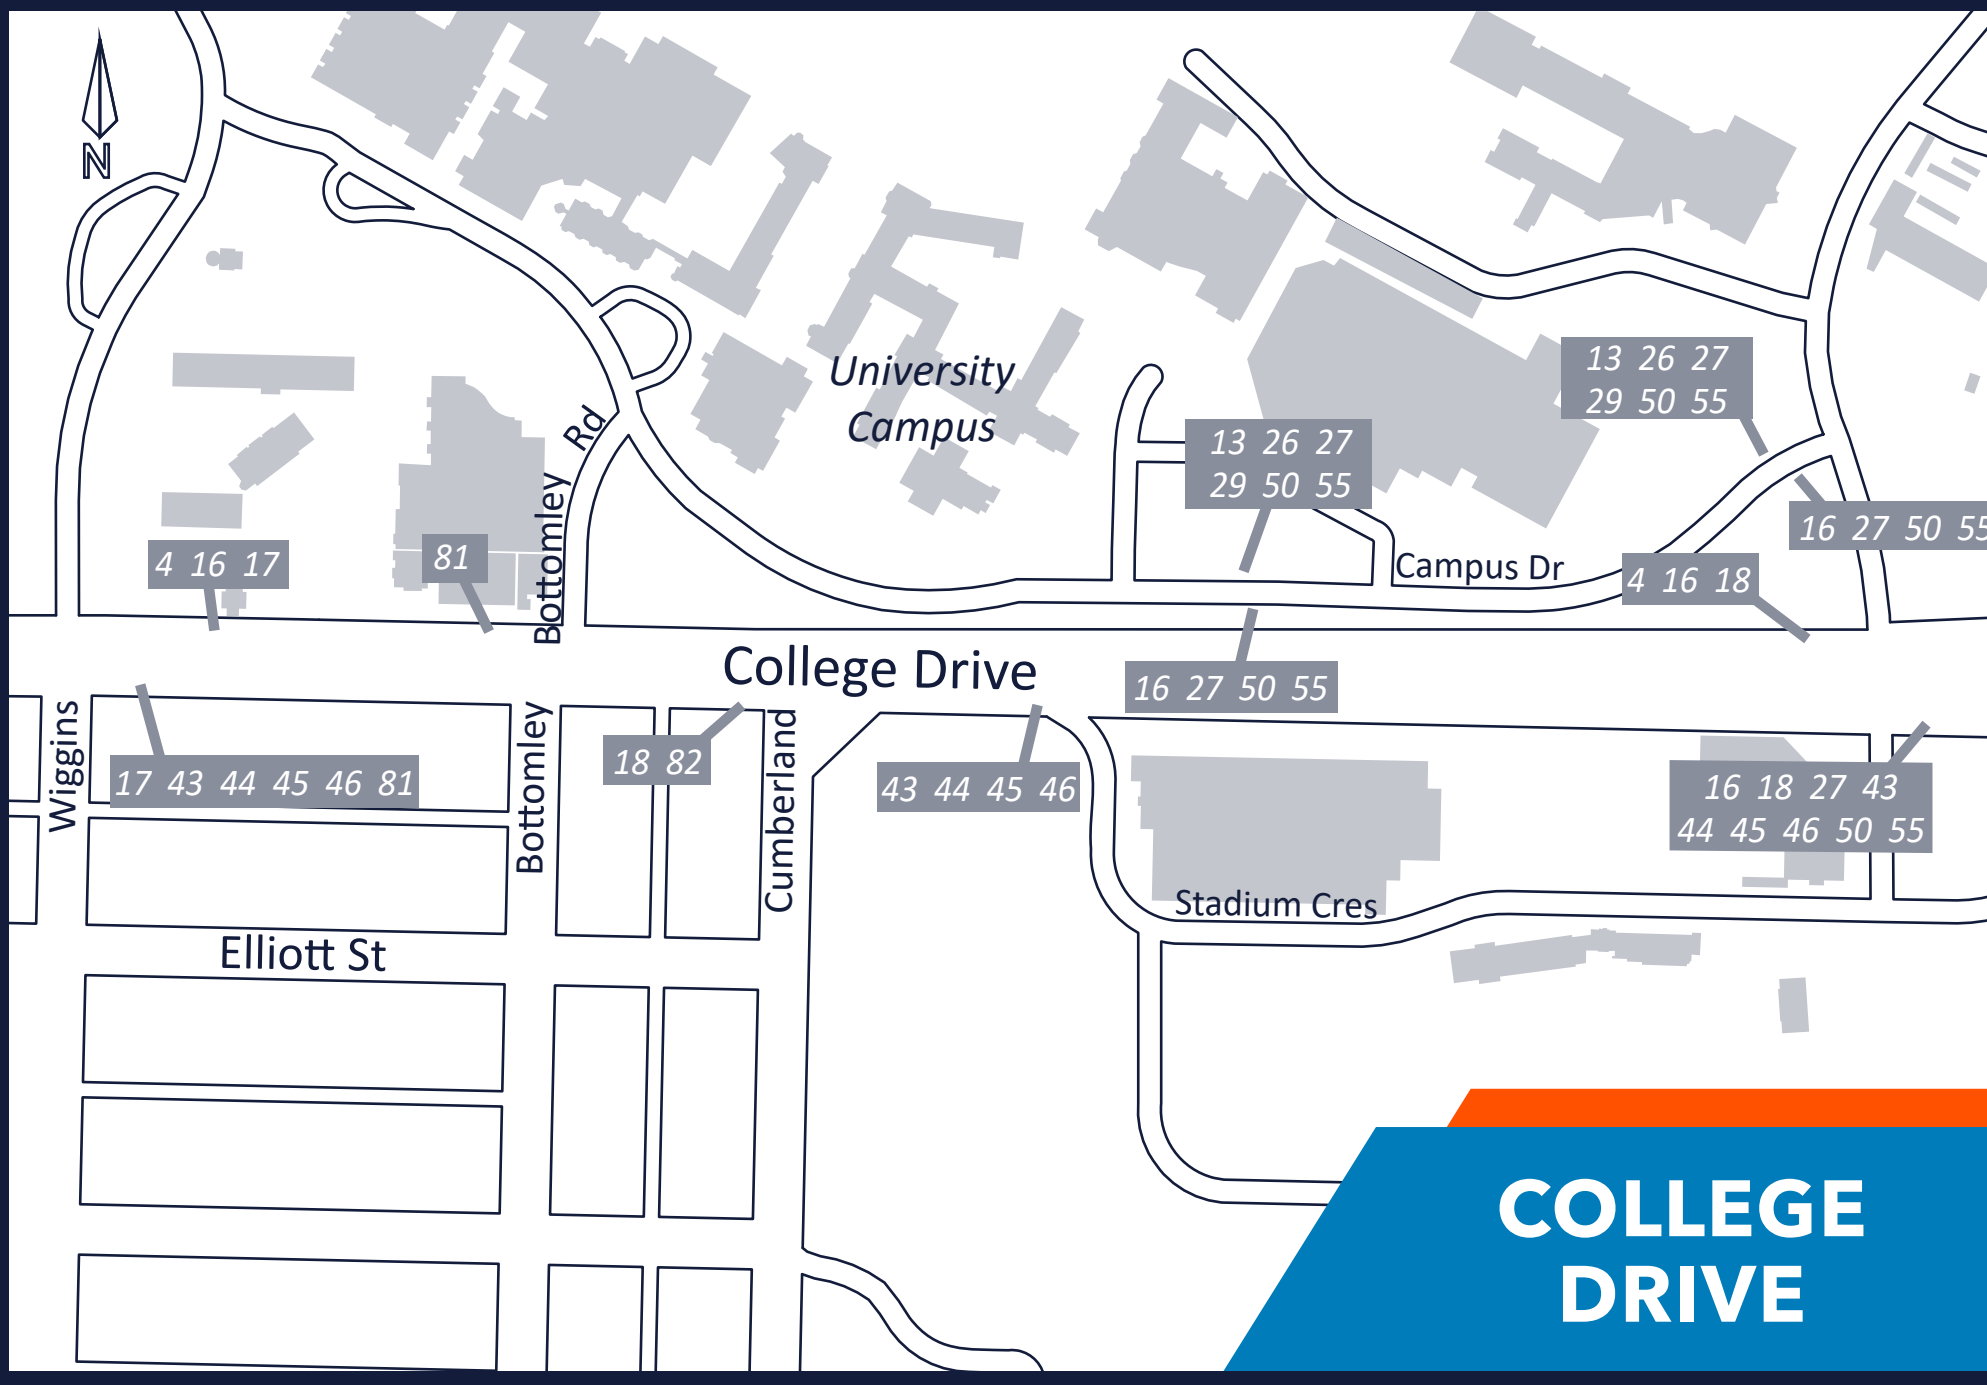 N
University
Campus
13 26 27
29 50 55
13 26 27
29 50 55
16 27 50 55
Bottomley Rd
4 16 17
81
Campus Dr
4 16 18
College Drive
16 27 50 55
Wiggins
17 43 44 45 46 81
Bottomley
18 82
Cumberland
43 44 45 46
16 18 27 43
44 45 46 50 55
Stadium Cres
Elliott St
COLLEGE
DRIVE